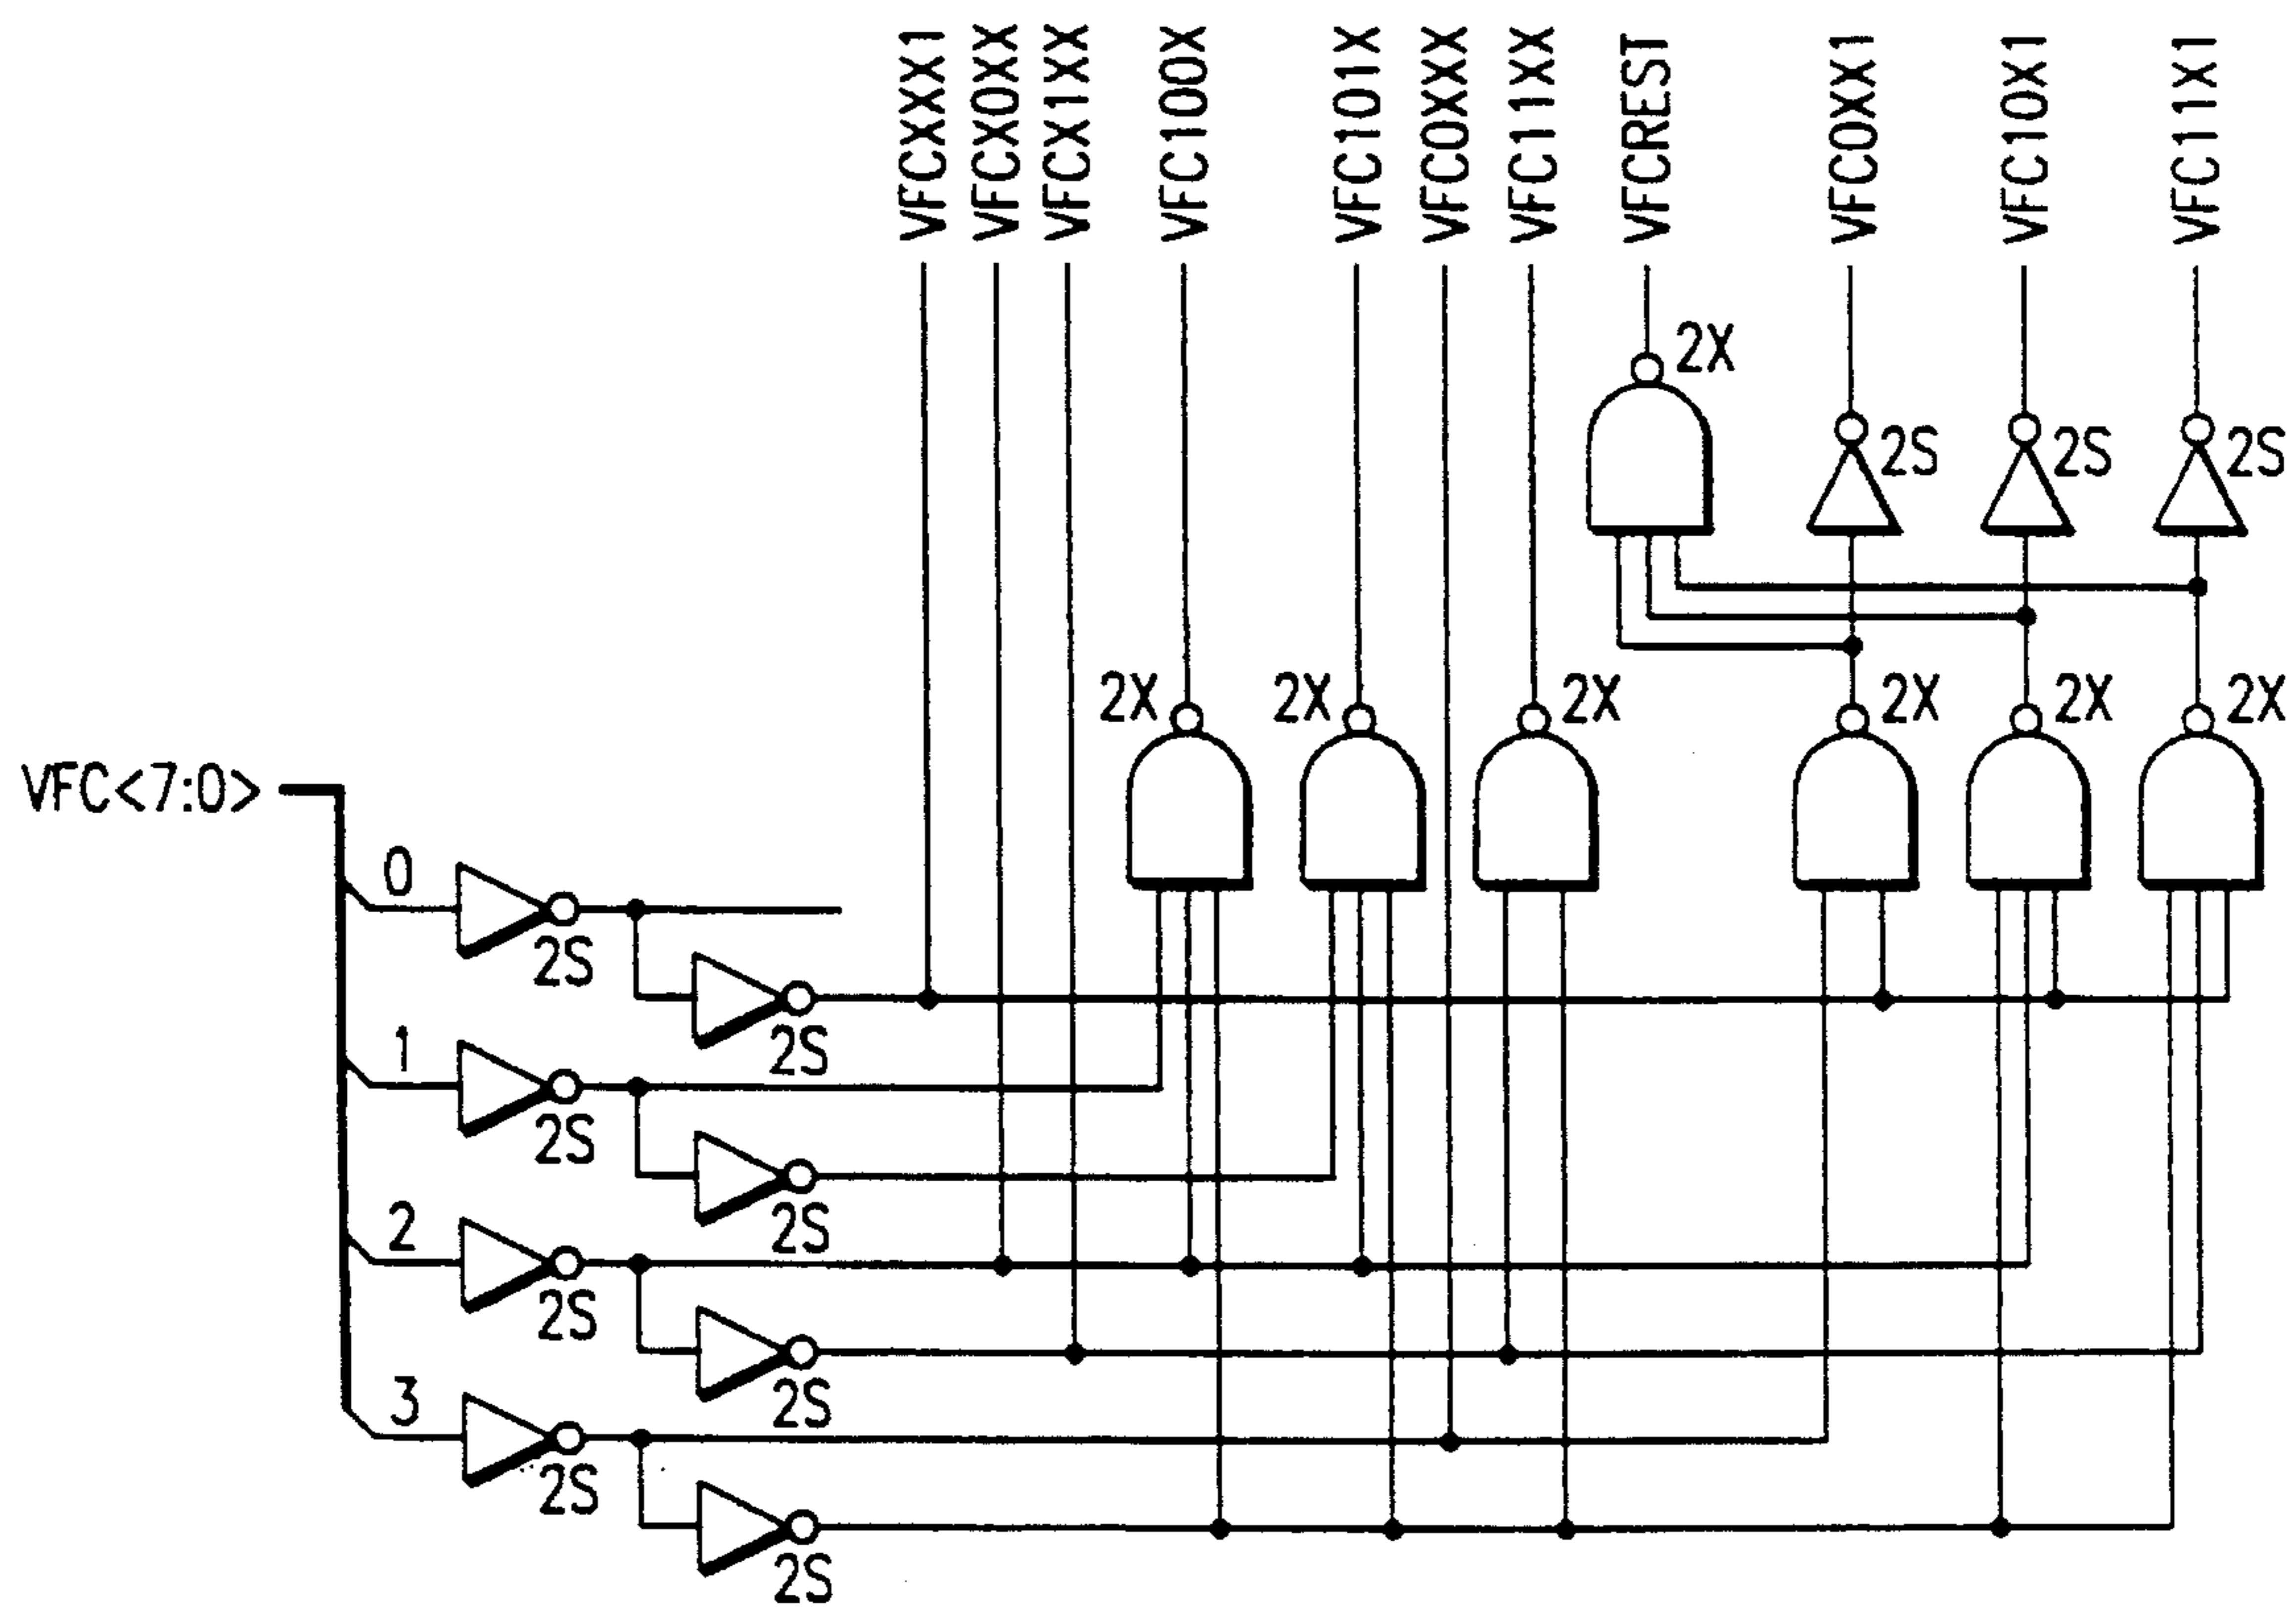 VFCXXX1
VFCX0XX
VFCX1XX
VFC100X
VFC101X
VFC0XXX
VFC11XX
VFCREST
VFC0XX1
VFC10X1
VFC11X1
2X
2S
2S
2S
2X
2X
2X
2X
2X
2X
VFC<7:0>
0
2S
2S
1
2S
2S
2
2S
2S
3
2S
2S